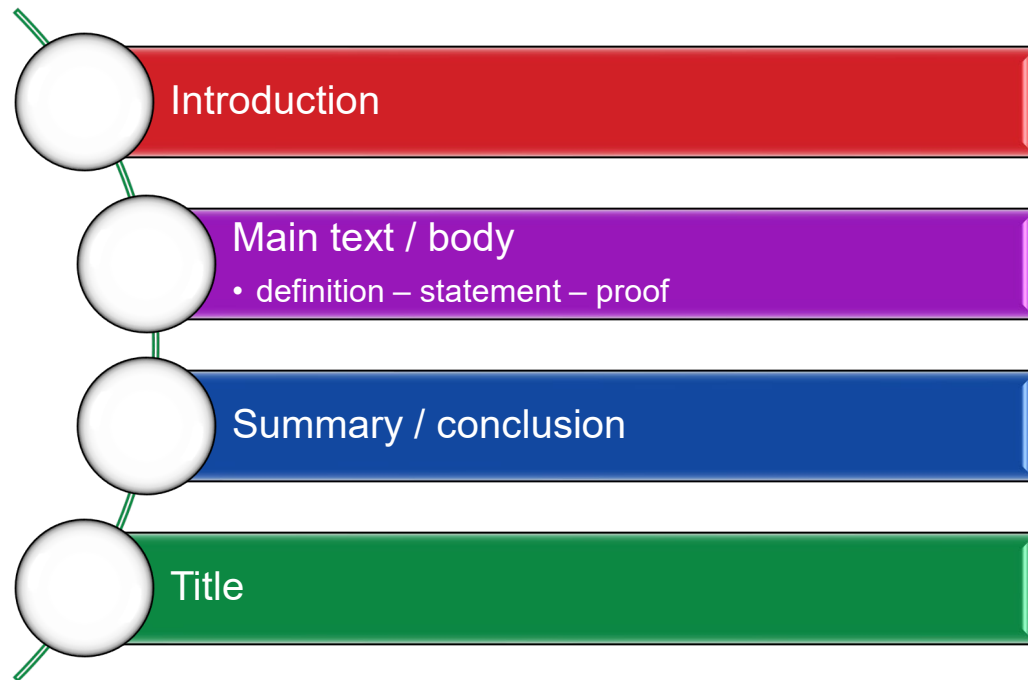 Introduction
Main text / body
• definition – statement – proof
Summary / conclusion
Title